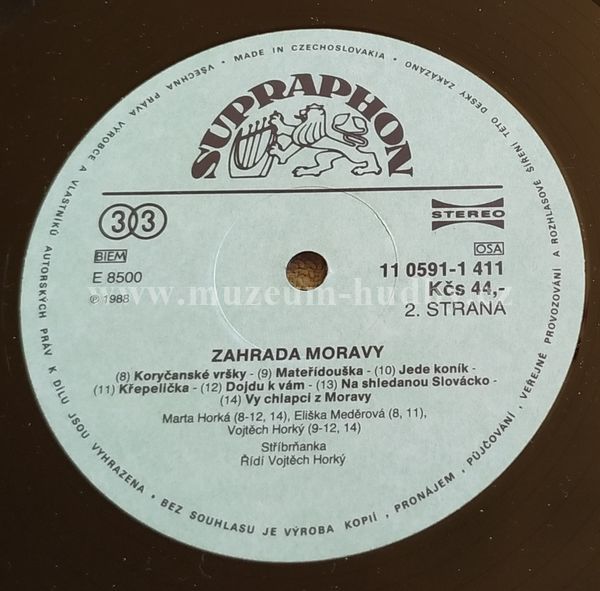 VŠECHNA PRÁVA VÝROBCE A VLASTNÍKŮ AUTORSKÝCH PRÁV K DÍLU JSOU VYHRAZENA • BEZ SOUHLASU JE VÝROBA KOPIÍ , PRONÁJEM , PŮJČOVÁNÍ , VEŘEJNÉ PROVOZOVÁNÍ A ROZHLASOVÉ ŠÍŘENÍ TÉTO DESKY ZAKÁZÁNO • MADE IN CZECHOSLOVAKIA •
SUPRAPHON
33
STEREO
BIEM
OSA
E 8500
11 0591-1 411
℗ 1988
Kčs 44,-
2. STRANA
www.muzeum-hudby.cz
ZAHRADA MORAVY
(8) Koryčanské vršky - (9) Mateřídouška - (10) Jede koník -
(11) Křepelička - (12) Dojdu k vám - (13) Na shledanou Slovácko -
(14) Vy chlapci z Moravy
Marta Horká (8-12, 14), Eliška Meděrová (8, 11),
Vojtěch Horký (9-12, 14)
Stříbrňanka
Řídí Vojtěch Horký